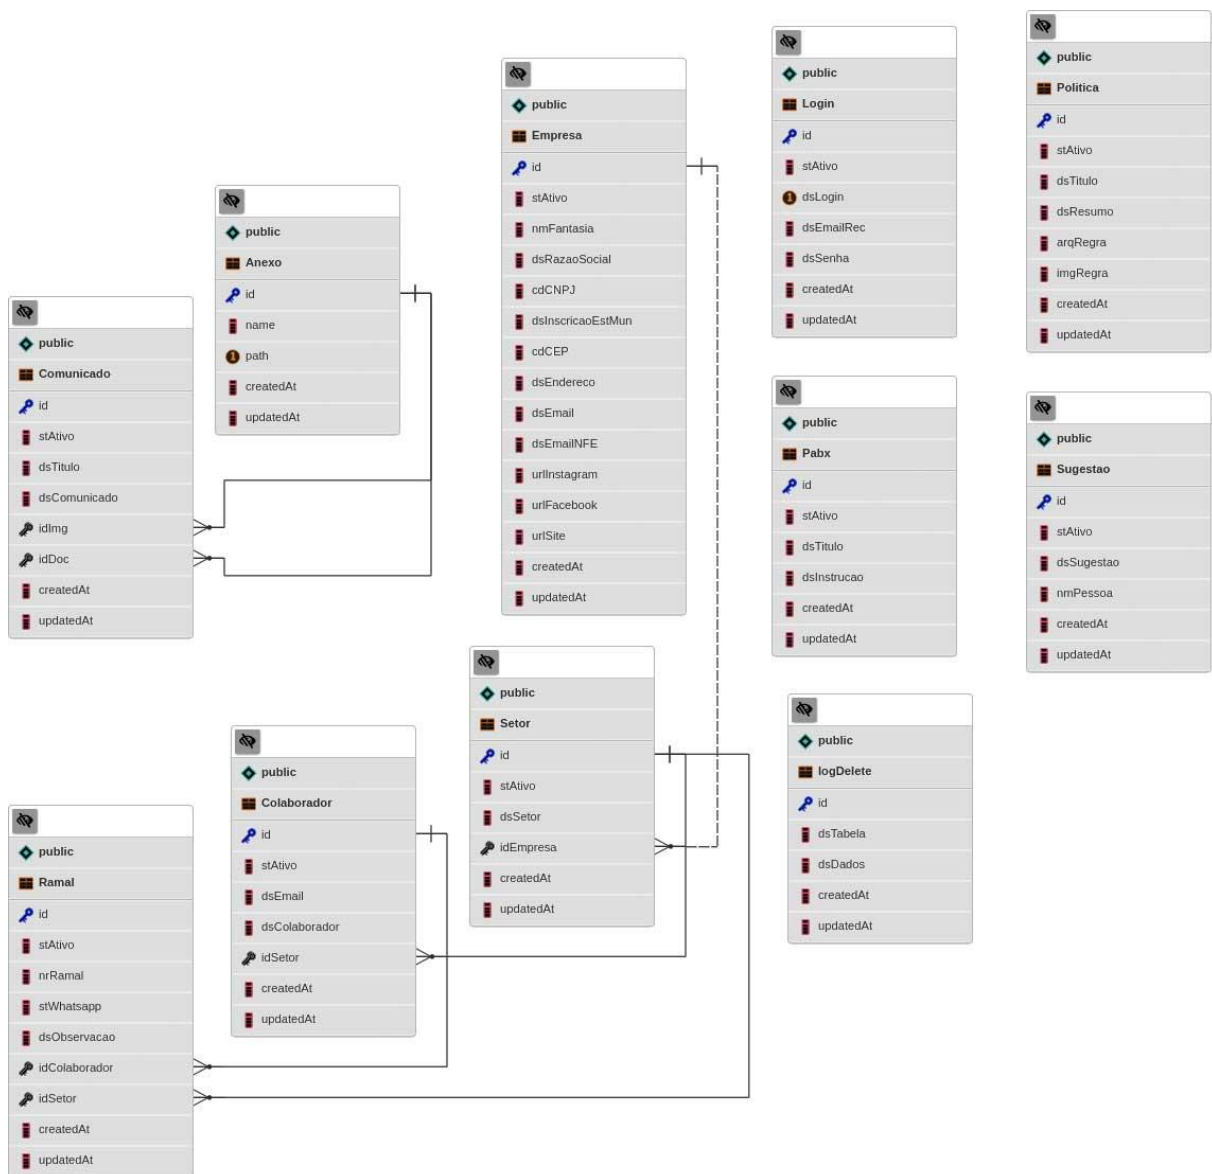 public
Comunicado
id
stAtivo
dsTitulo
dsComunicado
idImg
idDoc
createdAt
updatedAt
public
Anexo
id
name
path
createdAt
updatedAt
public
Empresa
id
stAtivo
nmFantasia
dsRazaoSocial
cdCNPJ
dsInscricaoEstMun
cdCEP
dsEndereco
dsEmail
dsEmailNFE
urlInstagram
urlFacebook
urlSite
createdAt
updatedAt
public
Login
id
stAtivo
1 dsLogin
dsEmailRec
dsSenha
createdAt
updatedAt
public
Politica
id
stAtivo
dsTitulo
dsResumo
arqRegra
imgRegra
createdAt
updatedAt
public
Pabx
id
stAtivo
dsTitulo
dsInstrucao
createdAt
updatedAt
public
Sugestao
id
stAtivo
dsSugestao
nmPessoa
createdAt
updatedAt
public
Ramal
id
stAtivo
nrRamal
stWhatsapp
dsObservacao
idColaborador
idSetor
createdAt
updatedAt
public
Colaborador
id
stAtivo
dsEmail
dsColaborador
idSetor
createdAt
updatedAt
public
Setor
id
stAtivo
dsSetor
idEmpresa
createdAt
updatedAt
public
logDelete
id
dsTabela
dsDados
createdAt
updatedAt